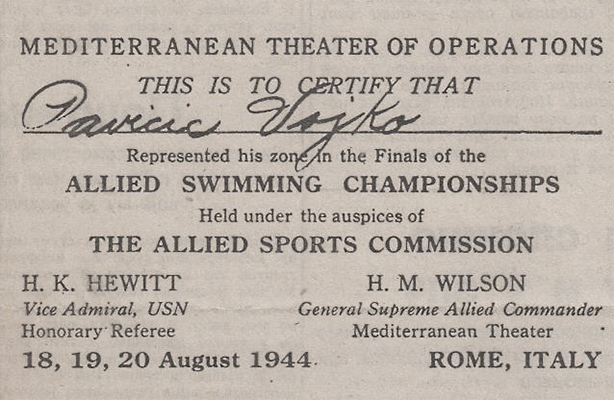 MEDITERRANEAN THEATER OF OPERATIONS
THIS IS TO CERTIFY THAT
Pavicic Vojko
Represented his zone in the Finals of the
ALLIED SWIMMING CHAMPIONSHIPS
Held under the auspices of
THE ALLIED SPORTS COMMISSION
H. K. HEWITT
Vice Admiral, USN
Honorary Referee
H. M. WILSON
General Supreme Allied Commander
Mediterranean Theater
18, 19, 20 August 1944
ROME, ITALY